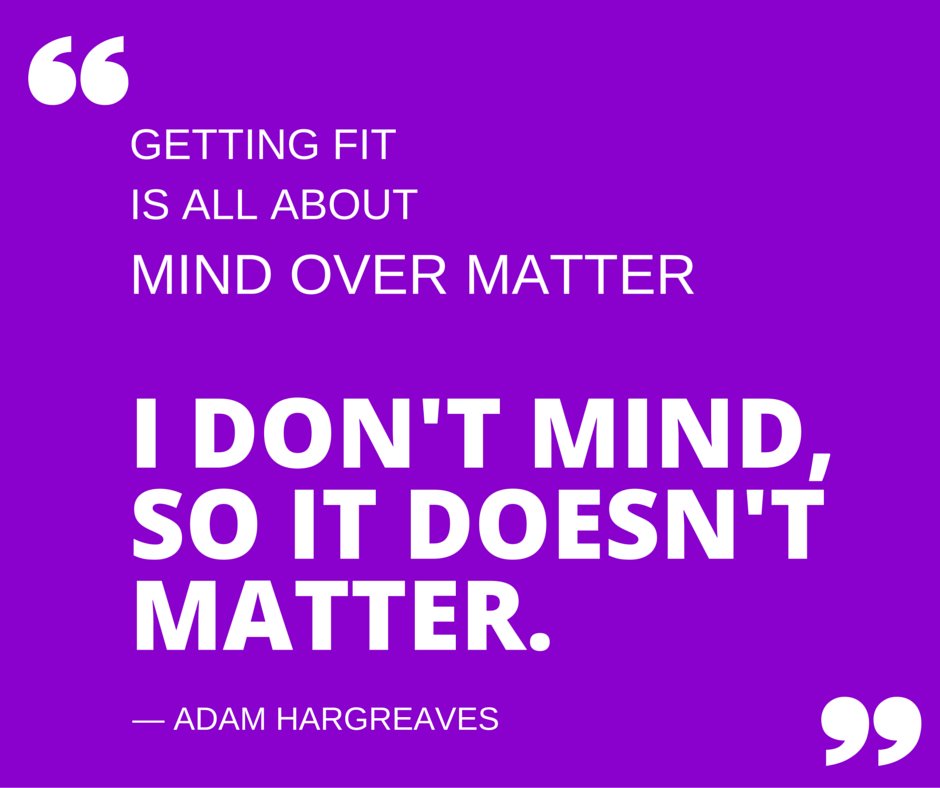 “
GETTING FIT
IS ALL ABOUT
MIND OVER MATTER
I DON'T MIND,
SO IT DOESN'T
MATTER.
— ADAM HARGREAVES
”